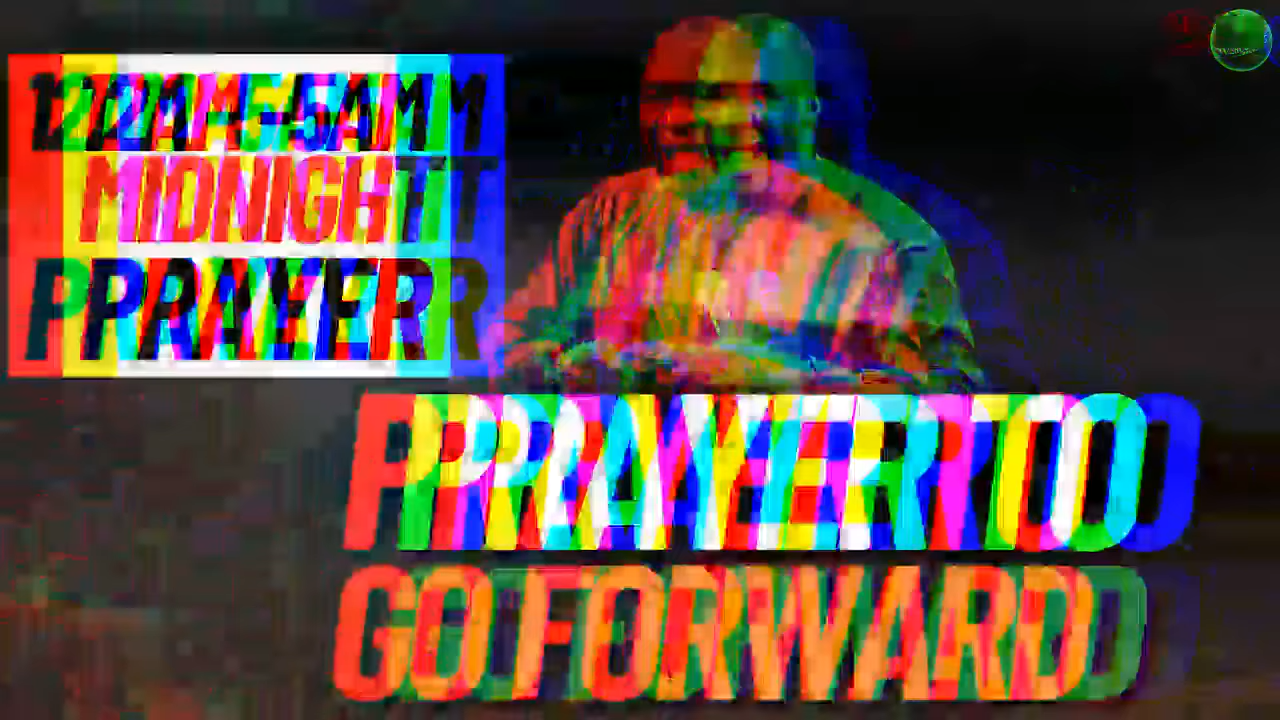 12AM-5AM
MIDNIGHT
PRAYER
PRAYER TO
GO FORWARD